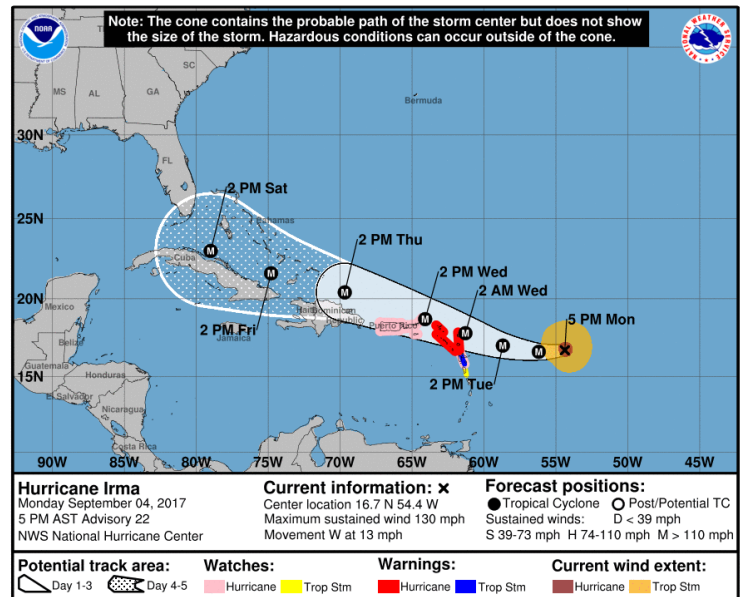 Note: The cone contains the probable path of the storm center but does not show
the size of the storm. Hazardous conditions can occur outside of the cone.
NOAA
NATIONAL WEATHER SERVICE
SC
MS
AL
GA
Bermuda
30N
FL
2 PM Sat
25N
Bahamas
2 PM Thu
M
Cuba
M
2 PM Wed
M
2 AM Wed
20N
Mexico
Haiti
Dominican
Republic
M
5 PM Mon
2 PM Fri
Puerto Rico
M
Jamaica
M
M
Belize
Guatemala
15N
Honduras
2 PM Tue
El Salvador
Nicaragua
Costa Rica
90W 85W 80W 75W 70W 65W 60W 55W 50W 45W
Hurricane Irma
Monday September 04, 2017
5 PM AST Advisory 22
NWS National Hurricane Center
Current information: ×
Center location 16.7 N 54.4 W
Maximum sustained wind 130 mph
Movement W at 13 mph
Forecast positions:
Tropical Cyclone Post/Potential TC
Sustained winds: D < 39 mph
S 39-73 mph H 74-110 mph M > 110 mph
Potential track area:
Day 1-3 Day 4-5
Watches:
Hurricane Trop Stm
Warnings:
Hurricane Trop Stm
Current wind extent:
Hurricane Trop Stm